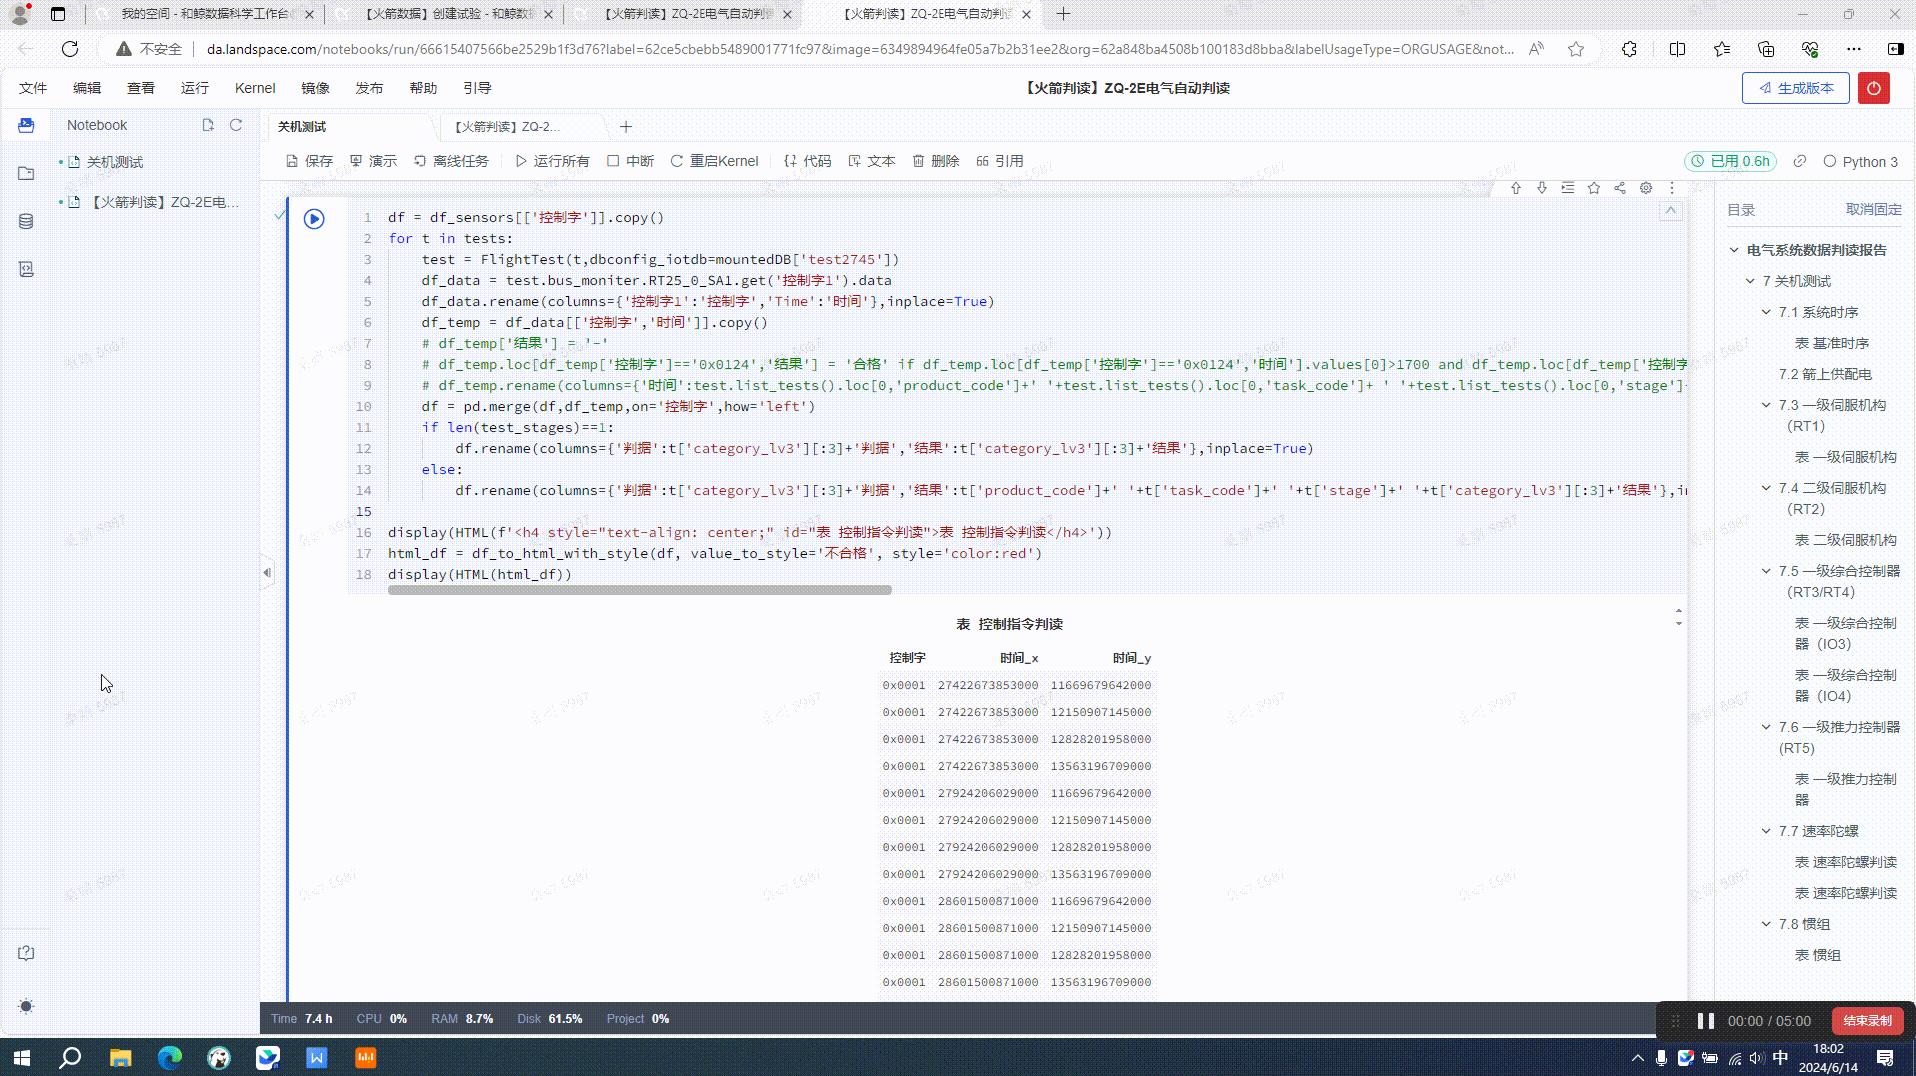 我的空间 - 和鲸数据科学工作台
【火箭数据】创建试验 - 和鲸数据
【火箭判读】ZQ-2E电气自动判读
【火箭判读】ZQ-2E电气自动判读
不安全
da.landspace.com/notebooks/run/66615407566be2529b1f3d76?label=62ce5cbebb5489001771fc97&image=6349894964fe05a7b2b31ee2&org=62a848ba4508b100183d8bba&labelUsageType=ORGUSAGE&not...
文件 编辑 查看 运行 Kernel 镜像 发布 帮助 引导
【火箭判读】ZQ-2E电气自动判读
生成版本
Notebook
关机测试
【火箭判读】ZQ-2...
关机测试
【火箭判读】ZQ-2E电...
保存 演示 离线任务 运行所有 中断 重启Kernel 代码 文本 删除 引用
已用 0.6h
Python 3
1 df = df_sensors[['控制字']].copy()
2 for t in tests:
3 test = FlightTest(t,dbconfig_iotdb=mountedDB['test2745'])
4 df_data = test.bus_moniter.RT25_0_SA1.get('控制字1').data
5 df_data.rename(columns={'控制字1':'控制字','Time':'时间'},inplace=True)
6 df_temp = df_data[['控制字','时间']].copy()
7 # df_temp['结果'] = '-'
8 # df_temp.loc[df_temp['控制字']=='0x0124','结果'] = '合格' if df_temp.loc[df_temp['控制字']=='0x0124','时间'].values[0]>1700 and df_temp.loc[df_temp['控制字
9 # df_temp.rename(columns={'时间':test.list_tests().loc[0,'product_code']+' '+test.list_tests().loc[0,'task_code']+ ' '+test.list_tests().loc[0,'stage']-
10 df = pd.merge(df,df_temp,on='控制字',how='left')
11 if len(test_stages)==1:
12 df.rename(columns={'判据':t['category_lv3'][:3]+'判据','结果':t['category_lv3'][:3]+'结果'},inplace=True)
13 else:
14 df.rename(columns={'判据':t['category_lv3'][:3]+'判据','结果':t['product_code']+' '+t['task_code']+' '+t['stage']+' '+t['category_lv3'][:3]+'结果'},in
15
16 display(HTML(f'<h4 style="text-align: center;" id="表 控制指令判读">表 控制指令判读</h4>'))
17 html_df = df_to_html_with_style(df, value_to_style='不合格', style='color:red')
18 display(HTML(html_df))
表 控制指令判读
控制字 时间_x 时间_y
0x0001 27422673853000 11669679642000
0x0001 27422673853000 12150907145000
0x0001 27422673853000 12828201958000
0x0001 27422673853000 13563196709000
0x0001 27924206029000 11669679642000
0x0001 27924206029000 12150907145000
0x0001 27924206029000 12828201958000
0x0001 27924206029000 13563196709000
0x0001 28601500871000 11669679642000
0x0001 28601500871000 12150907145000
0x0001 28601500871000 12828201958000
0x0001 28601500871000 13563196709000
目录 取消固定
电气系统数据判读报告
7 关机测试
7.1 系统时序
表 基准时序
7.2 箭上供配电
7.3 一级伺服机构
（RT1）
表 一级伺服机构
7.4 二级伺服机构
（RT2）
表 二级伺服机构
7.5 一级综合控制器
（RT3/RT4）
表 一级综合控制
器（IO3）
表 一级综合控制
器（IO4）
7.6 一级推力控制器
(RT5)
表 一级推力控制
器
7.7 速率陀螺
表 速率陀螺判读
表 速率陀螺判读
7.8 惯组
表 惯组
Time 7.4 h CPU 0% RAM 8.7% Disk 61.5% Project 0%
00:00 / 05:00
结束录制
中
18:02
2024/6/14